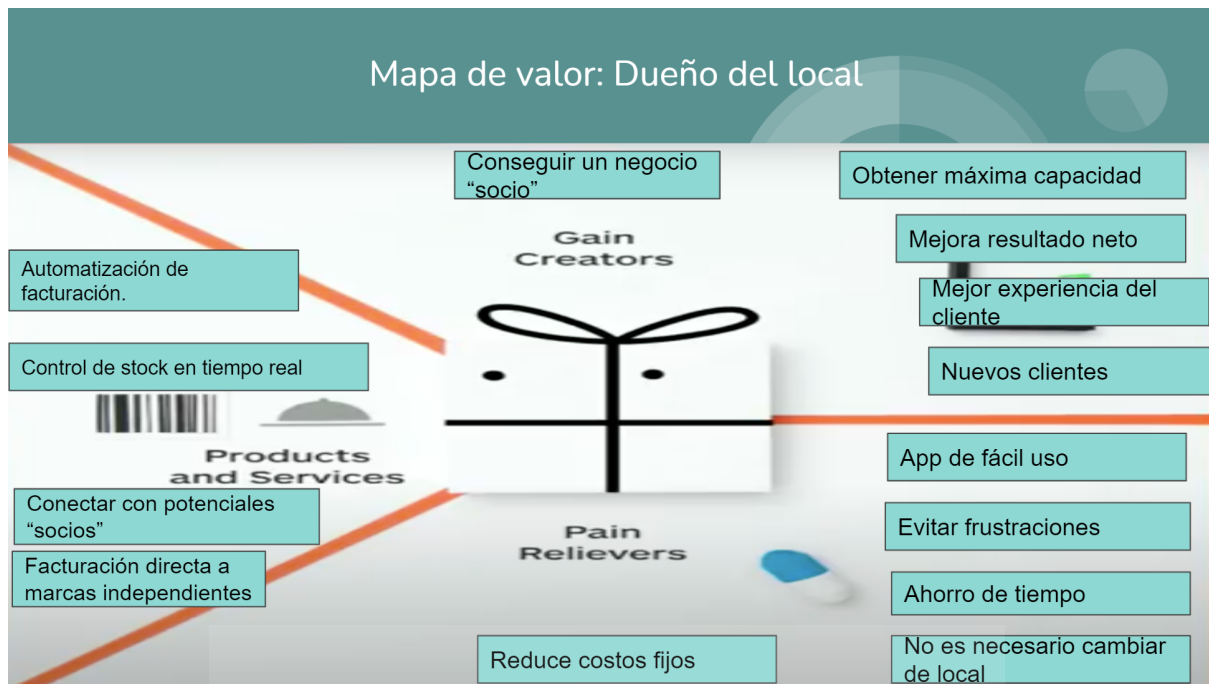 Mapa de valor: Dueño del local
Conseguir un negocio
“socio”
Obtener máxima capacidad
Gain
Creators
Mejora resultado neto
Automatización de
facturación.
Mejor experiencia del
cliente
Control de stock en tiempo real
Nuevos clientes
Products
and Services
App de fácil uso
Conectar con potenciales
“socios”
Evitar frustraciones
Pain
Relievers
Facturación directa a
marcas independientes
Ahorro de tiempo
Reduce costos fijos
No es necesario cambiar
de local